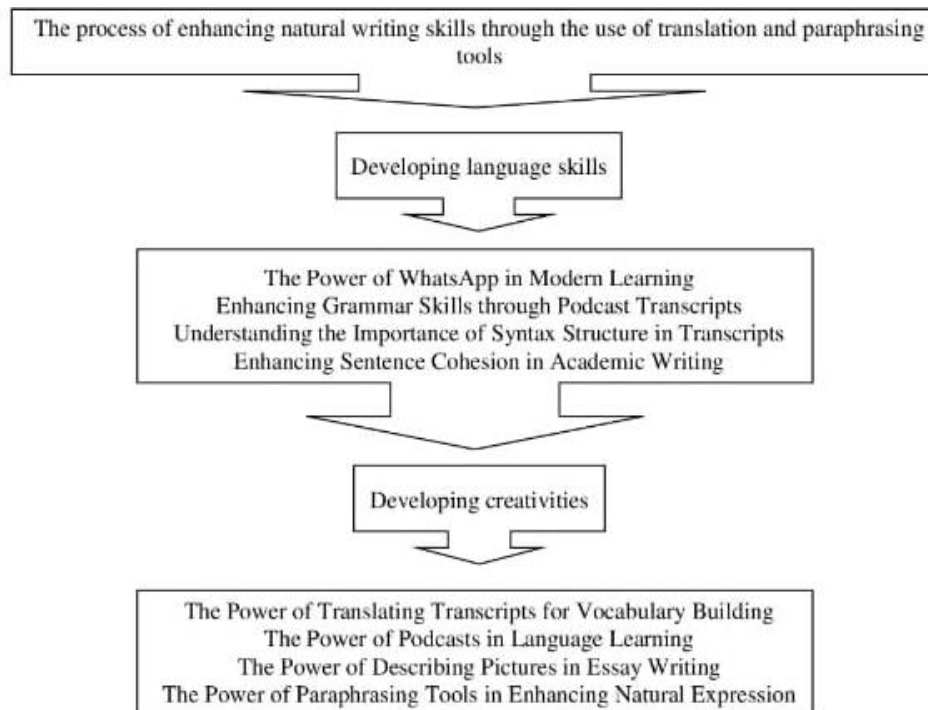 The process of enhancing natural writing skills through the use of translation and paraphrasing
tools
Developing language skills
The Power of WhatsApp in Modern Learning
Enhancing Grammar Skills through Podcast Transcripts
Understanding the Importance of Syntax Structure in Transcripts
Enhancing Sentence Cohesion in Academic Writing
Developing creativities
The Power of Translating Transcripts for Vocabulary Building
The Power of Podcasts in Language Learning
The Power of Describing Pictures in Essay Writing
The Power of Paraphrasing Tools in Enhancing Natural Expression